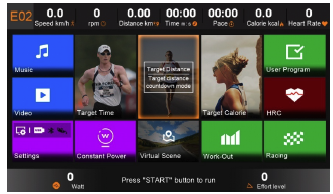 E02
0.0 0 0.00 00:00 00:00 0.0 0
Speed km/h rpm Distance km Time m:s Pace Calorie kcal Heart Rate
Target Distance
Target distance
countdown mode
Music
User Program
Video
Target Time
Target Calorie
HRC
Settings
Constant Power
Virtual Scene
Work-Out
Racing
0
Watt
Press "START" button to run
0
Effort level